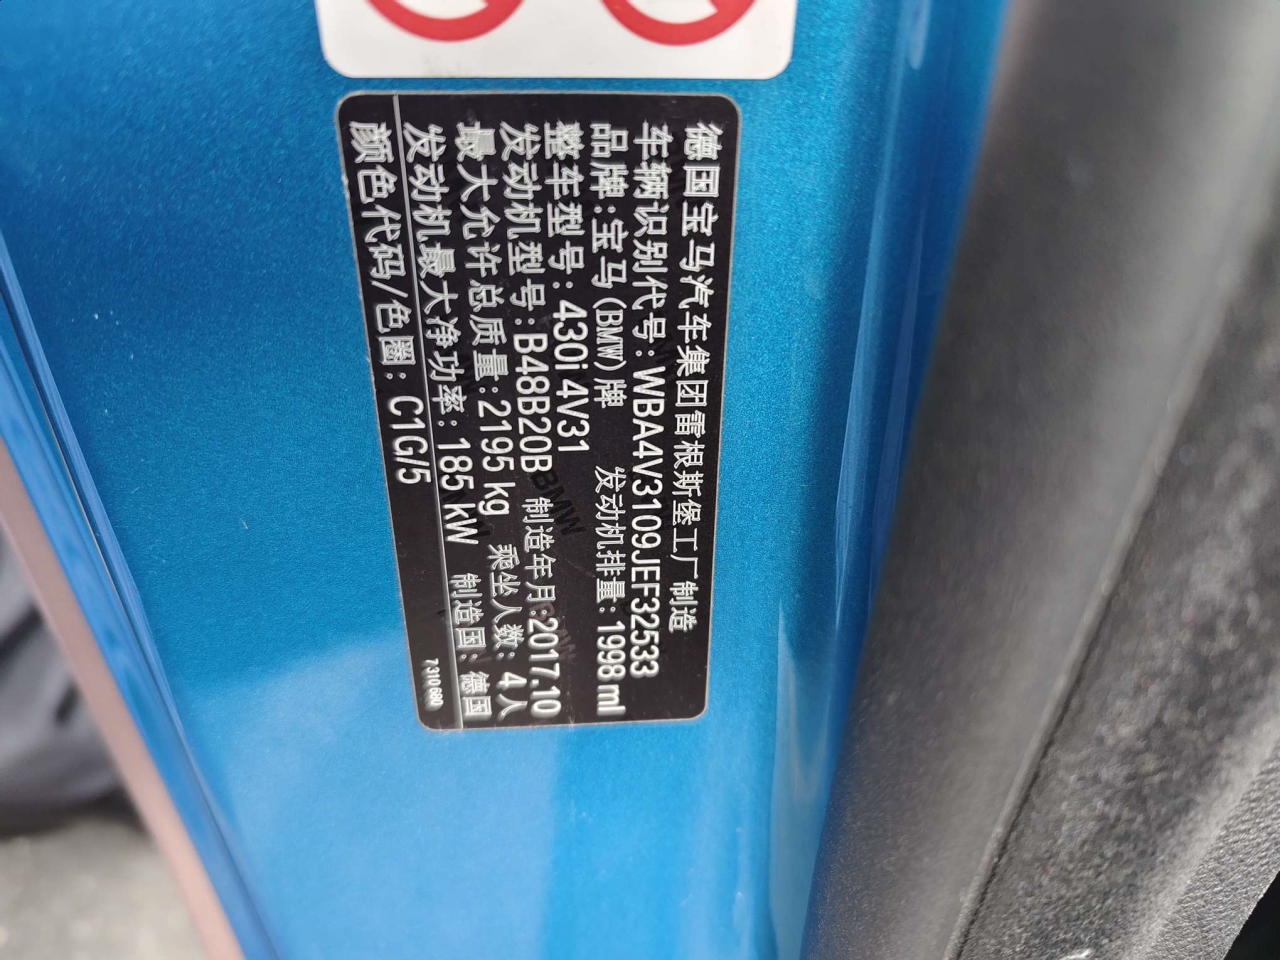 德国宝马汽车集团雷根斯堡工厂制造
车辆识别代号:WBA4V3109JEF32533
品牌:宝马(BMW)牌 发动机排量:1998 ml
整车型号:430i 4V31
发动机型号:B48B20B 制造年月:2017.10
最大允许总质量:2195 kg 乘坐人数:4人
发动机最大净功率:185 kW 制造国:德国
颜色代码/色圈:C1G/5
7310680